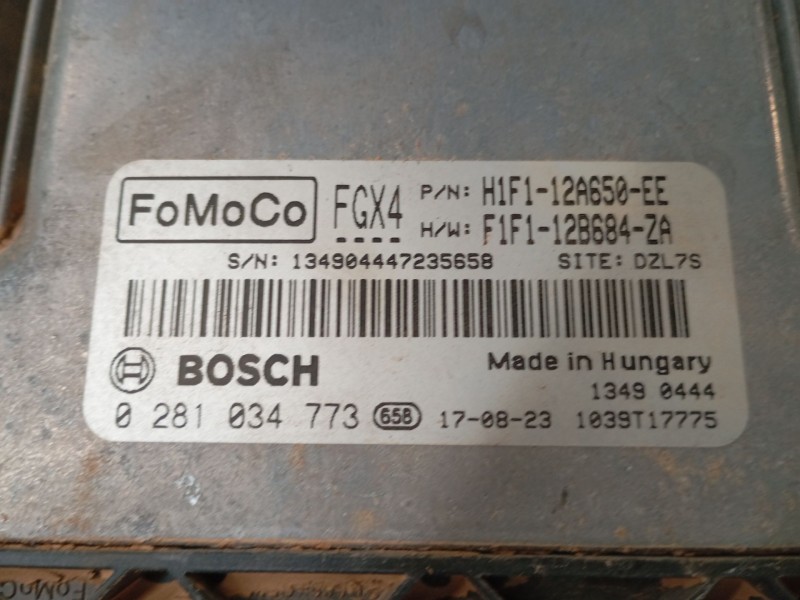 FoMoCo FGX4 P/N: H1F1-12A650-EE
H/W: F1F1-12B684-ZA
S/N: 134904447235658 SITE: DZL7S
BOSCH Made in Hungary
1349 0444
0 281 034 773 658 17-08-23 1039T17775
FoMoCo